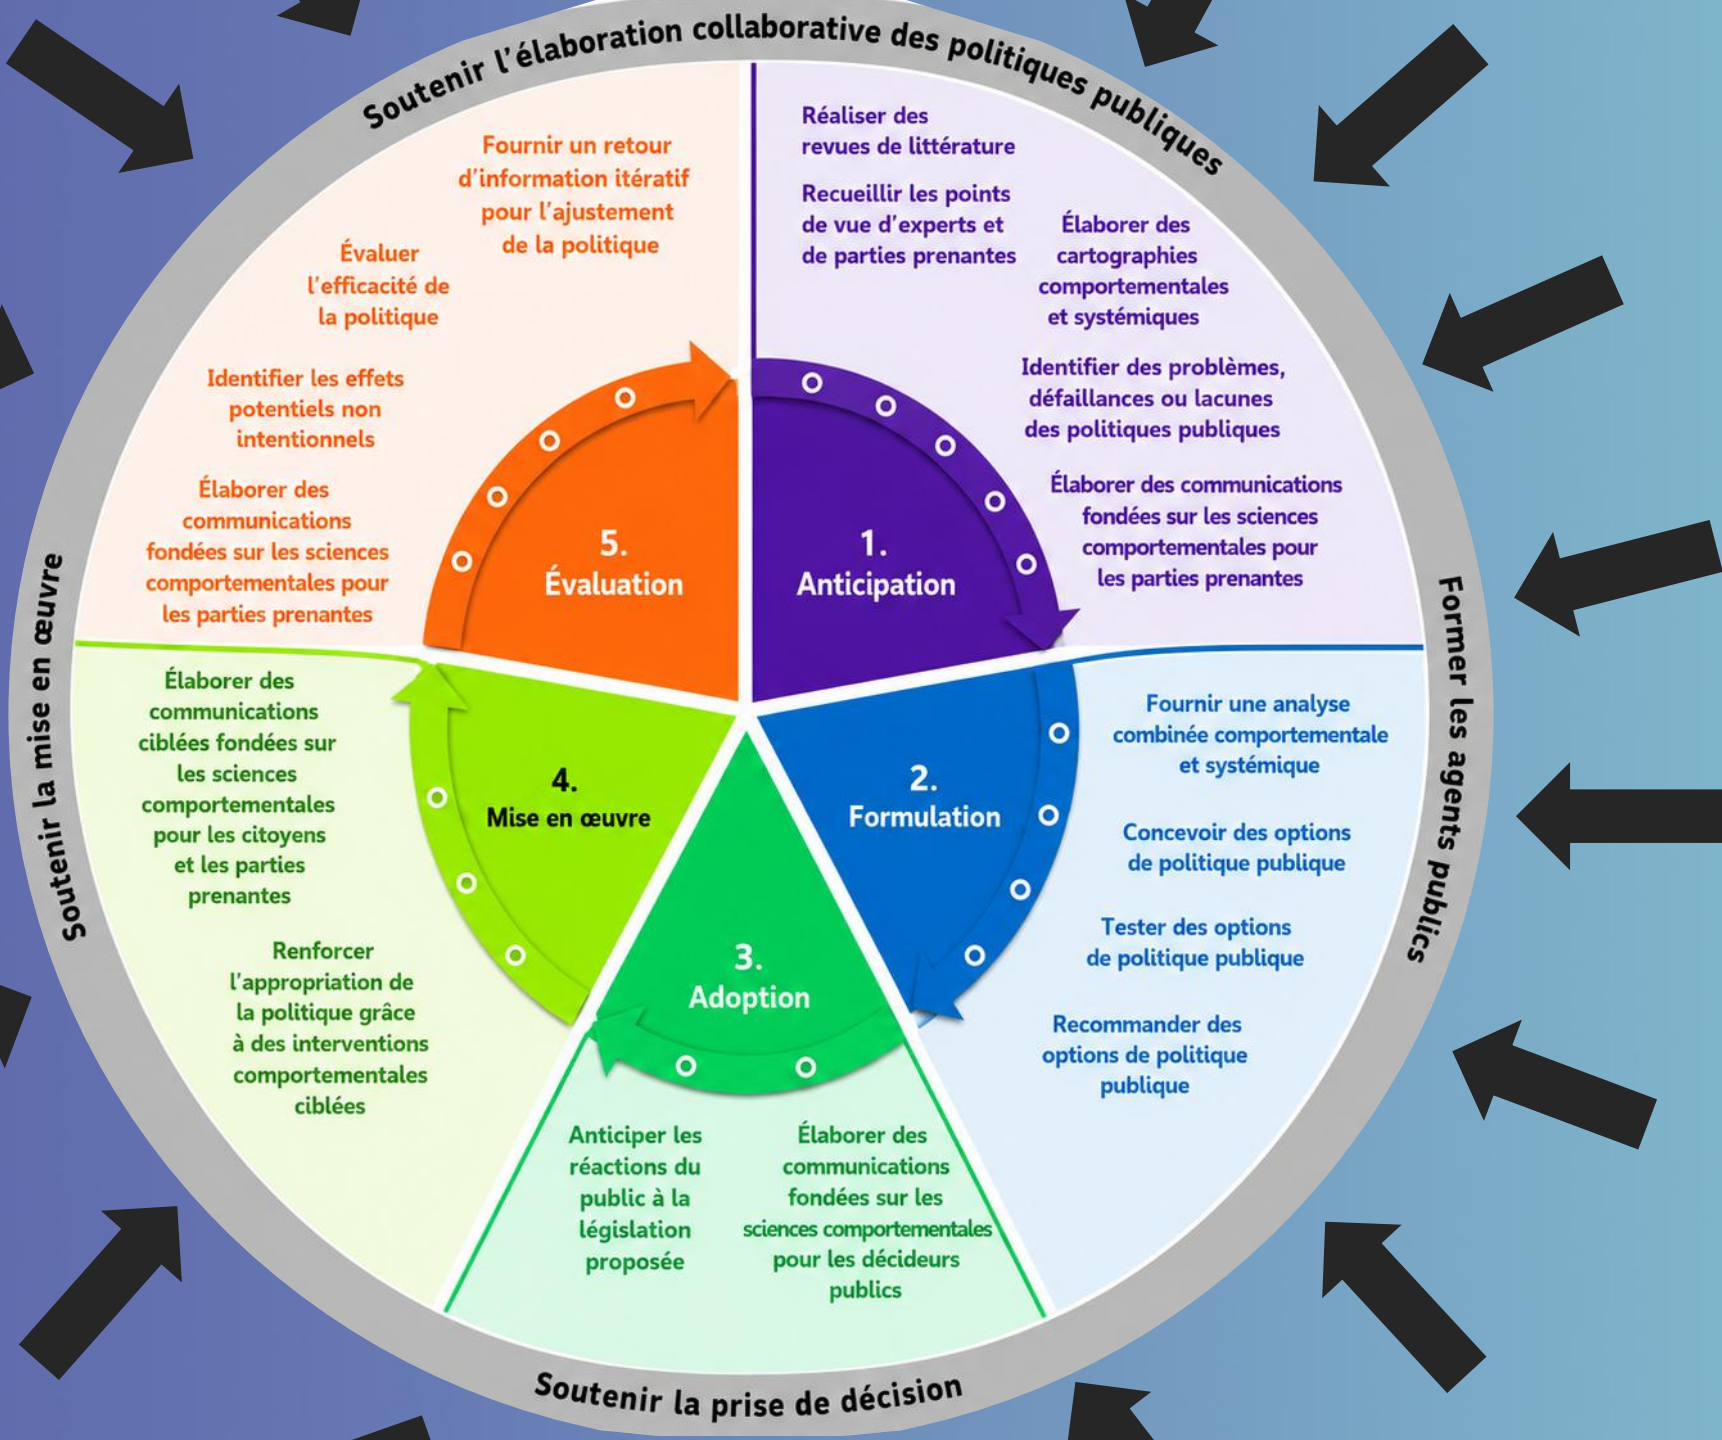 Soutenir l'élaboration collaborative des politiques publiques
Former les agents publics
Soutenir la prise de décision
Soutenir la mise en œuvre
1.
Anticipation
Réaliser des
revues de littérature
Recueillir les points
de vue d'experts et
de parties prenantes
Élaborer des
cartographies
comportementales
et systémiques
Identifier des problèmes,
défaillances ou lacunes
des politiques publiques
Élaborer des communications
fondées sur les sciences
comportementales pour
les parties prenantes
2.
Formulation
Fournir une analyse
combinée comportementale
et systémique
Concevoir des options
de politique publique
Tester des options
de politique publique
Recommander des
options de politique
publique
3.
Adoption
Élaborer des
communications
fondées sur les
sciences comportementales
pour les décideurs
publics
Anticiper les
réactions du
public à la
législation
proposée
4.
Mise en œuvre
Renforcer
l'appropriation de
la politique grâce
à des interventions
comportementales
ciblées
Élaborer des
communications
ciblées fondées sur
les sciences
comportementales
pour les citoyens
et les parties
prenantes
5.
Évaluation
Élaborer des
communications
fondées sur les sciences
comportementales pour
les parties prenantes
Identifier les effets
potentiels non
intentionnels
Évaluer
l'efficacité de
la politique
Fournir un retour
d'information itératif
pour l'ajustement
de la politique